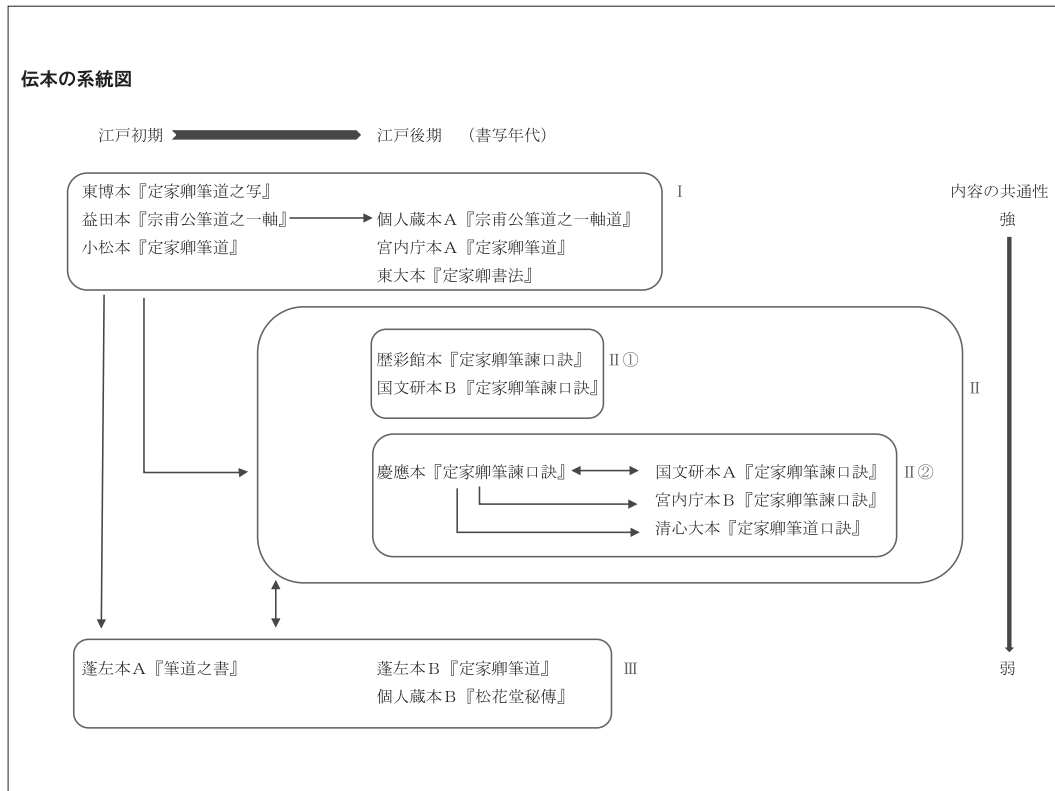 伝本の系統図
江戸初期 江戸後期 （書写年代）
東博本『定家卿筆道之写』 Ⅰ 内容の共通性
益田本『宗甫公筆道之一軸』 個人蔵本A『宗甫公筆道之一軸道』 強
小松本『定家卿筆道』 宮内庁本A『定家卿筆道』
東大本『定家卿書法』
歴彩館本『定家卿筆諫口訣』 Ⅱ①
国文研本B『定家卿筆諫口訣』 Ⅱ
慶應本『定家卿筆諫口訣』 国文研本A『定家卿筆諫口訣』 Ⅱ②
宮内庁本B『定家卿筆諫口訣』
清心大本『定家卿筆道口訣』
蓬左本A『筆道之書』 蓬左本B『定家卿筆道』 Ⅲ 弱
個人蔵本B『松花堂秘傳』